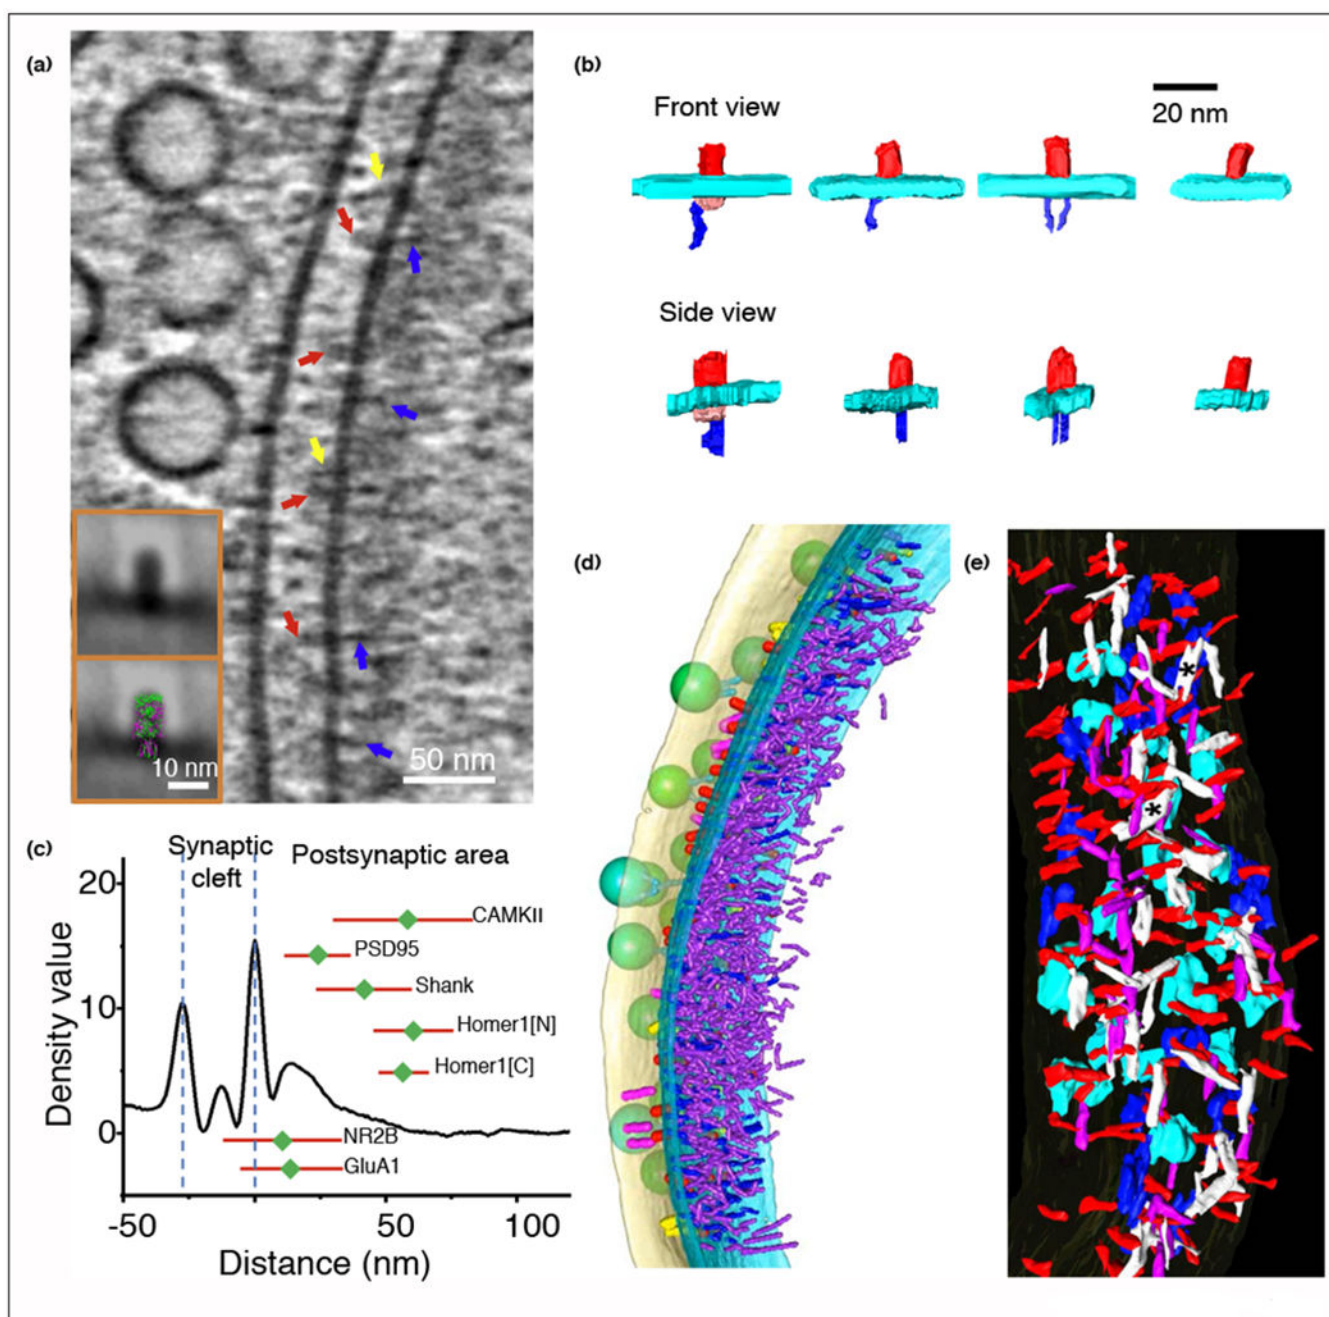 (a)
50 nm
10 nm
(b)
20 nm
Front view
Side view
(c)
Synaptic
cleft
Postsynaptic area
20
10
0
Density value
CAMKII
PSD95
Shank
Homer1[N]
Homer1[C]
NR2B
GluA1
-50
0
50
100
Distance (nm)
(d)
(e)
*
*